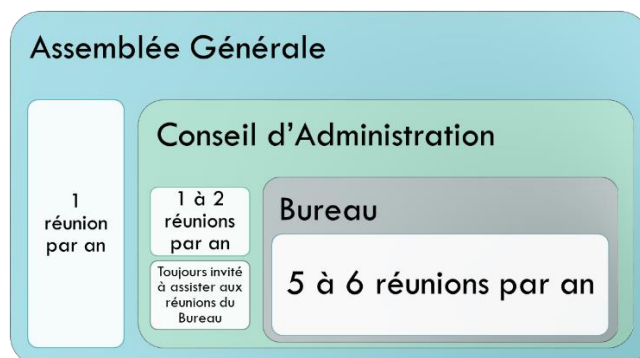 Assemblée Générale
1
réunion
par an
Conseil d'Administration
1 à 2
réunions
par an
Toujours invité
à assister aux
réunions du
Bureau
Bureau
5 à 6 réunions par an